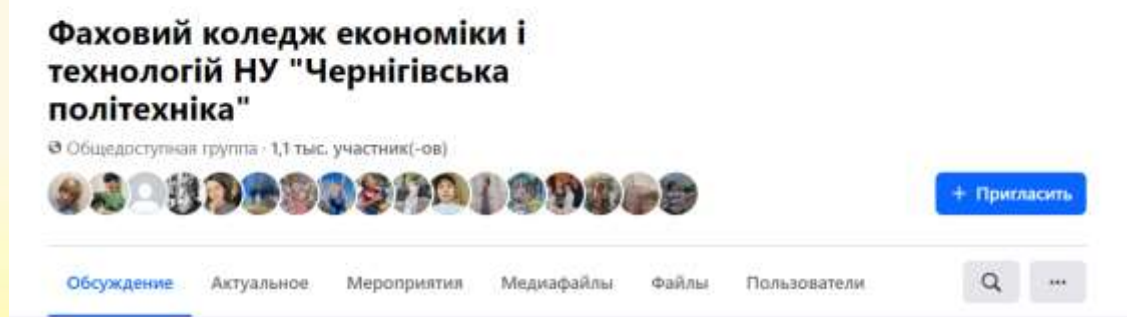 Фаховий коледж економіки і
технологій НУ "Чернігівська
політехніка"
Общедоступная группа · 1,1 тыс. участник(-ов)
+ Пригласить
Обсуждение Актуальное Мероприятия Медиафайлы Файлы Пользователи